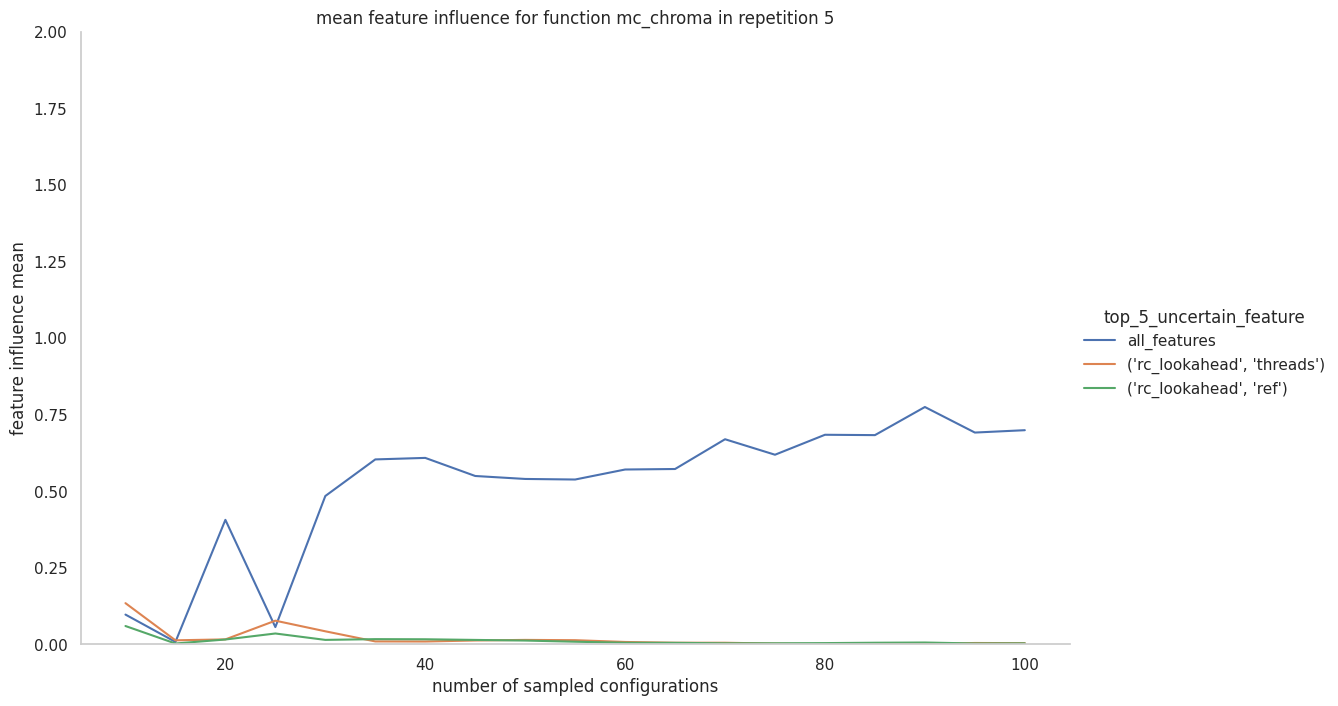 mean feature influence for function mc_chroma in repetition 5
2.00
1.75
1.50
1.25
1.00
0.75
0.50
0.25
0.00
feature influence mean
20
40
60
80
100
number of sampled configurations
top_5_uncertain_feature
all_features
('rc_lookahead', 'threads')
('rc_lookahead', 'ref')